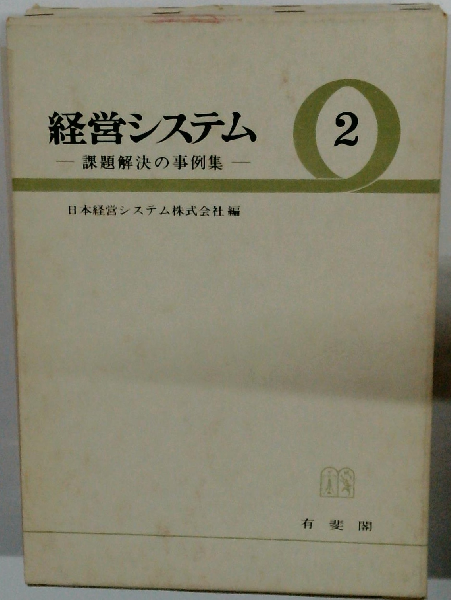 経営システム
2
― 課題解決の事例集 ―
日本経営システム株式会社 編
有斐閣